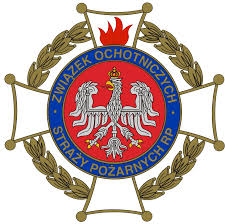 ZWIĄZEK OCHOTNICZYCH
STRAŻY POŻARNYCH RP